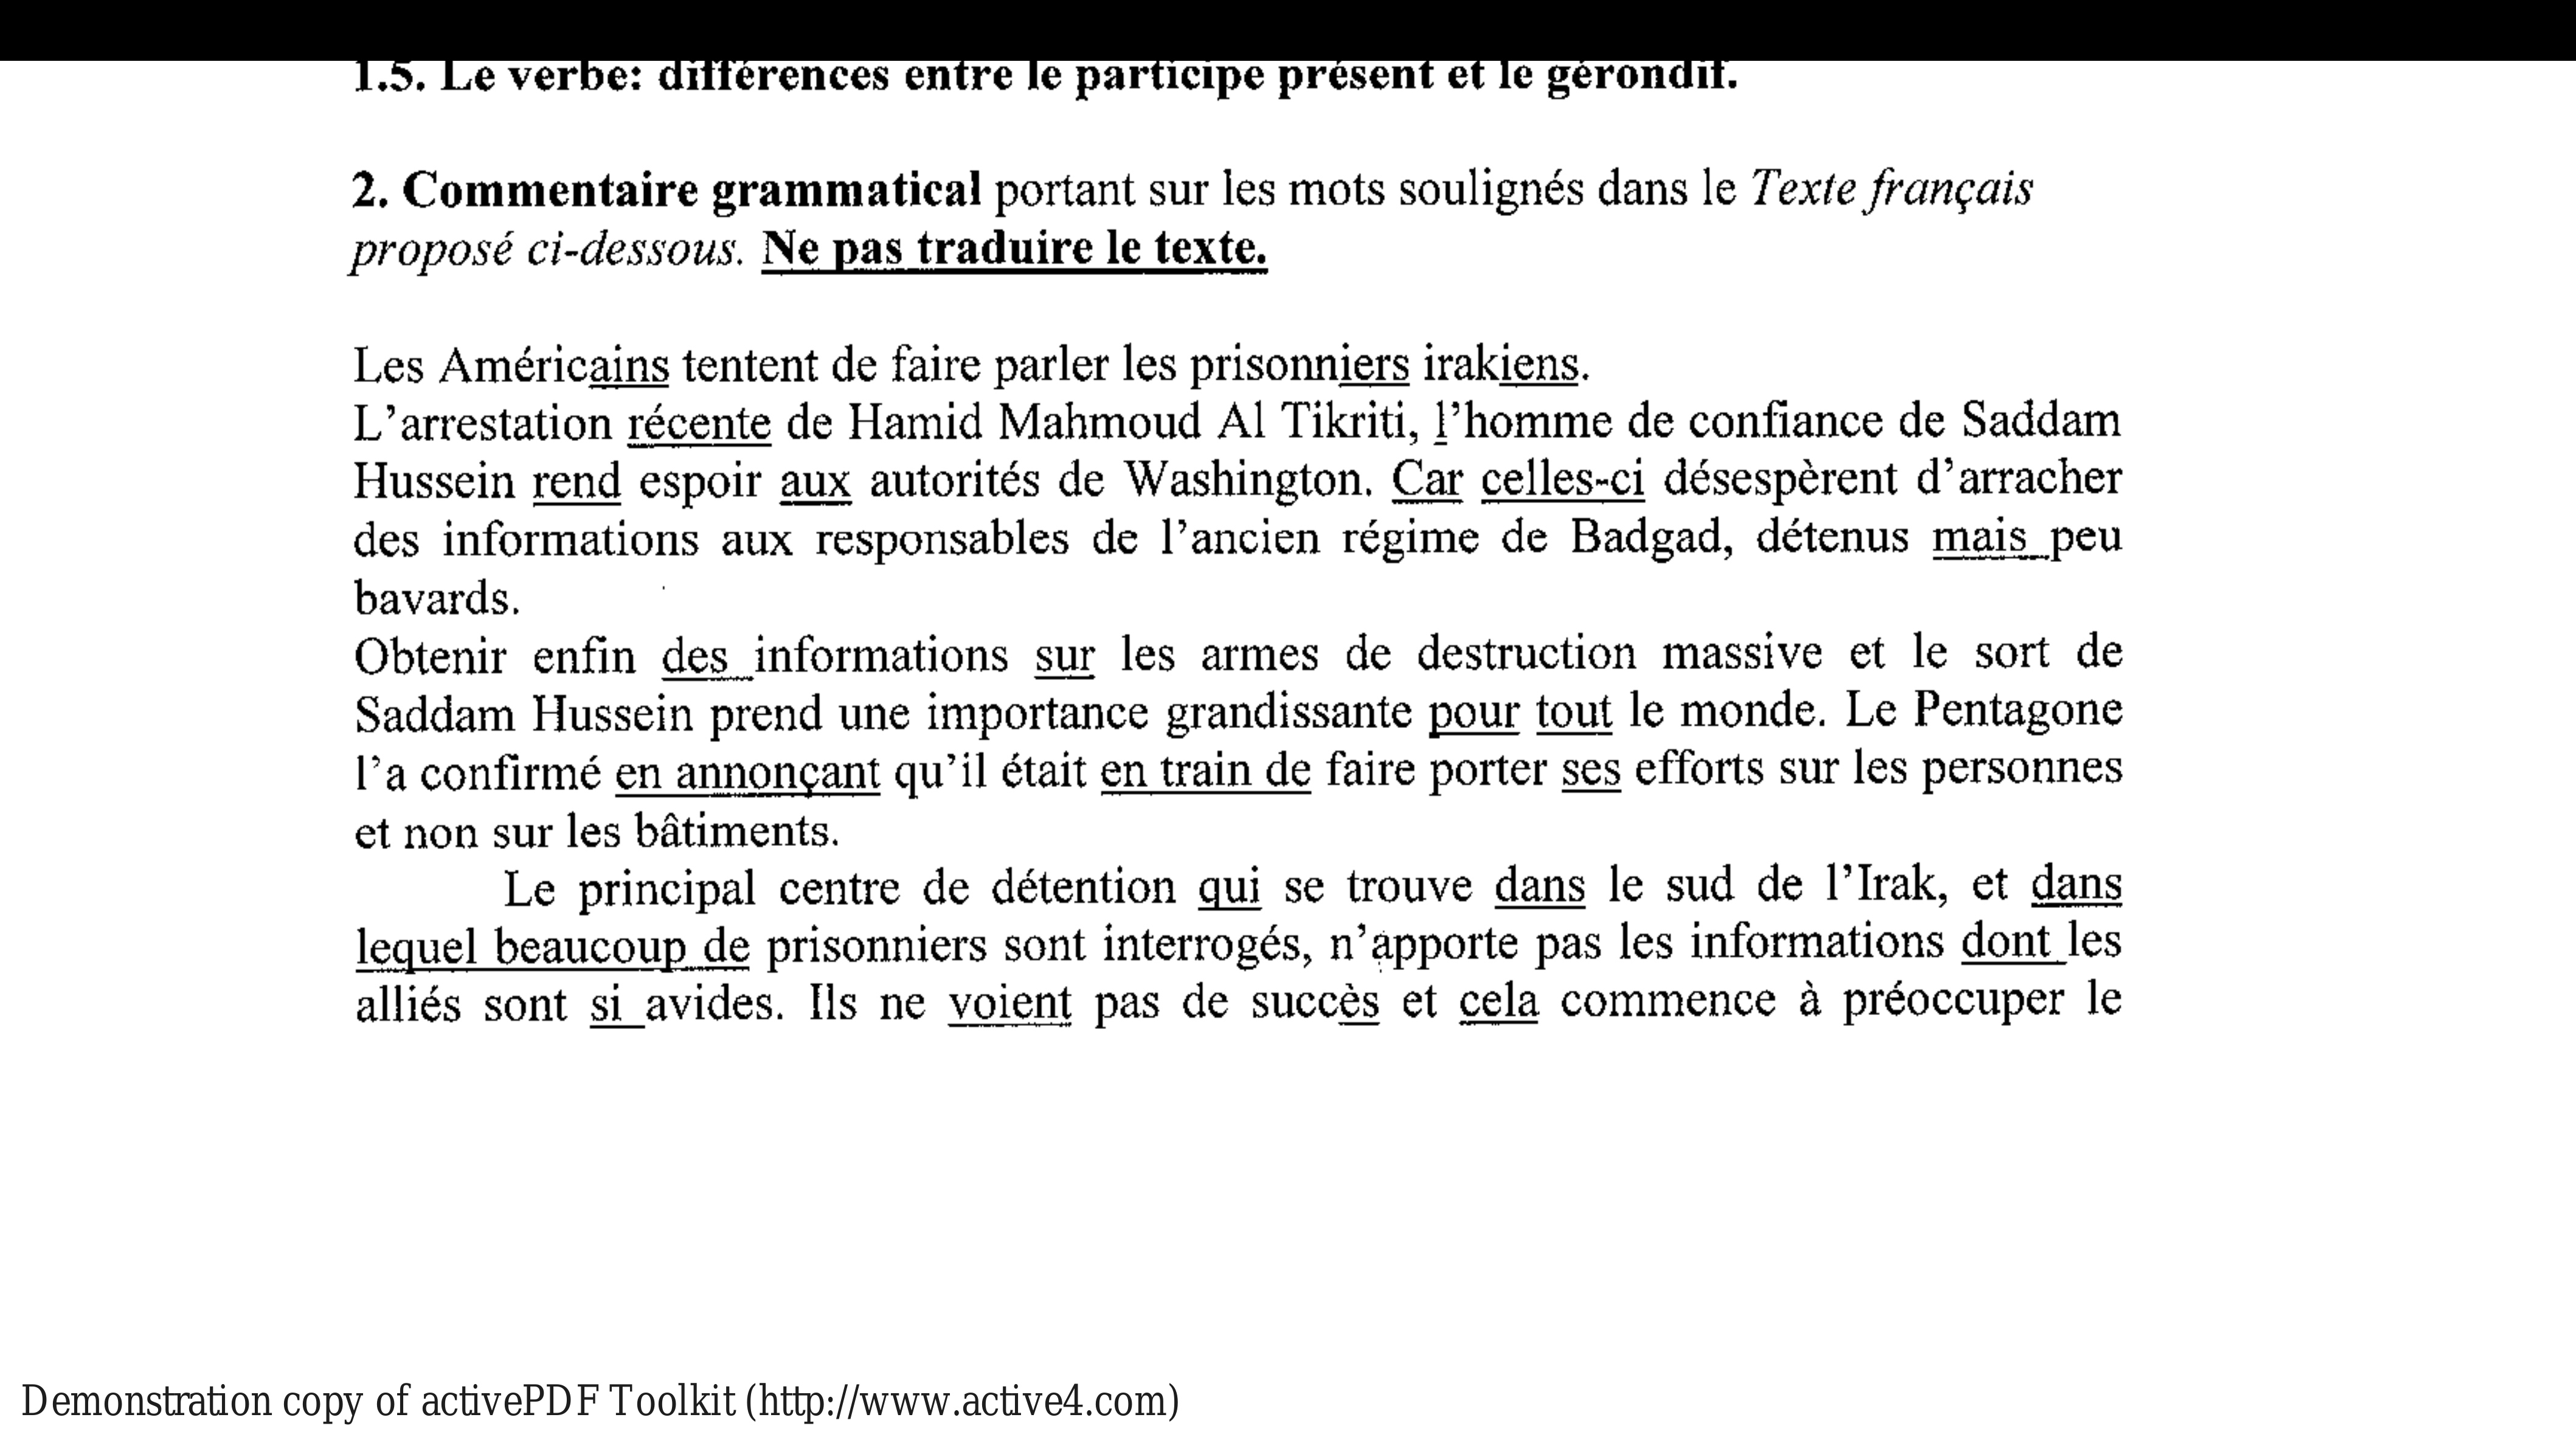 1.5. Le verbe: différences entre le participe présent et le gérondif.
2. Commentaire grammatical portant sur les mots soulignés dans le Texte français
proposé ci-dessous. Ne pas traduire le texte.
Les Américains tentent de faire parler les prisonniers irakiens.
L'arrestation récente de Hamid Mahmoud Al Tikriti, l'homme de confiance de Saddam
Hussein rend espoir aux autorités de Washington. Car celles-ci désespèrent d'arracher
des informations aux responsables de l'ancien régime de Badgad, détenus mais peu
bavards.
Obtenir enfin des informations sur les armes de destruction massive et le sort de
Saddam Hussein prend une importance grandissante pour tout le monde. Le Pentagone
l'a confirmé en annonçant qu'il était en train de faire porter ses efforts sur les personnes
et non sur les bâtiments.
Le principal centre de détention qui se trouve dans le sud de l'Irak, et dans
lequel beaucoup de prisonniers sont interrogés, n'apporte pas les informations dont les
alliés sont si avides. Ils ne voient pas de succès et cela commence à préoccuper le
Demonstration copy of activePDF Toolkit (http://www.active4.com)